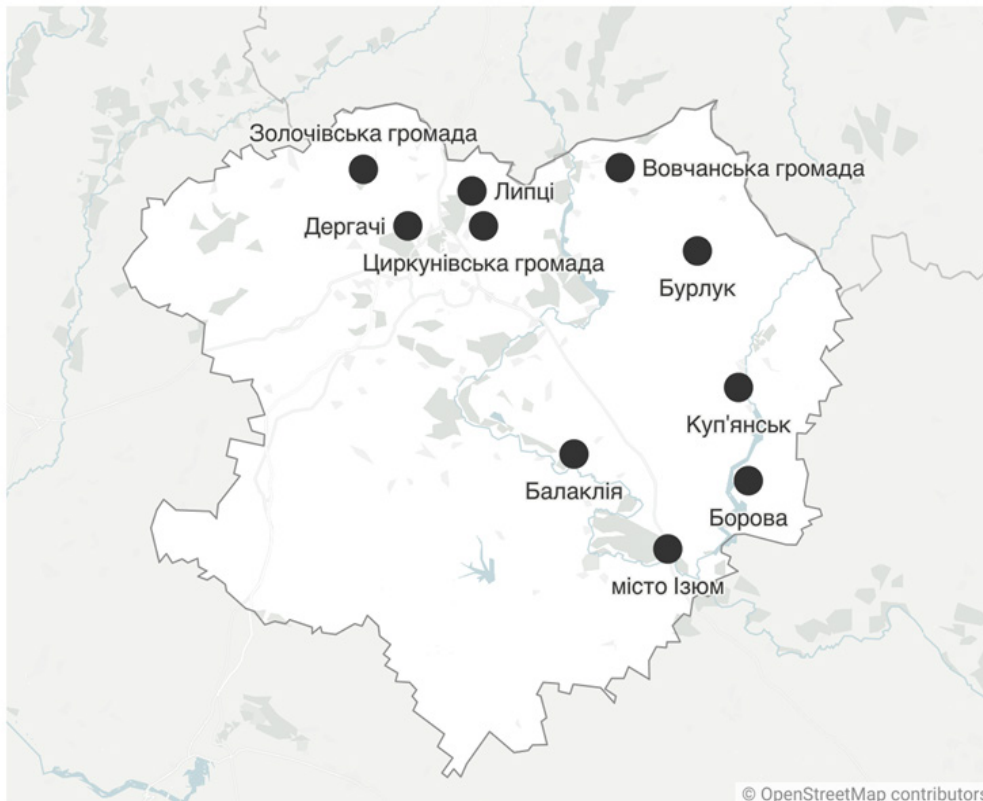 Золочівська громада
Вовчанська громада
Липці
Дергачі
Циркунівська громада
Бурлук
Куп'янськ
Балаклія
Борова
місто Ізюм
© OpenStreetMap contributors